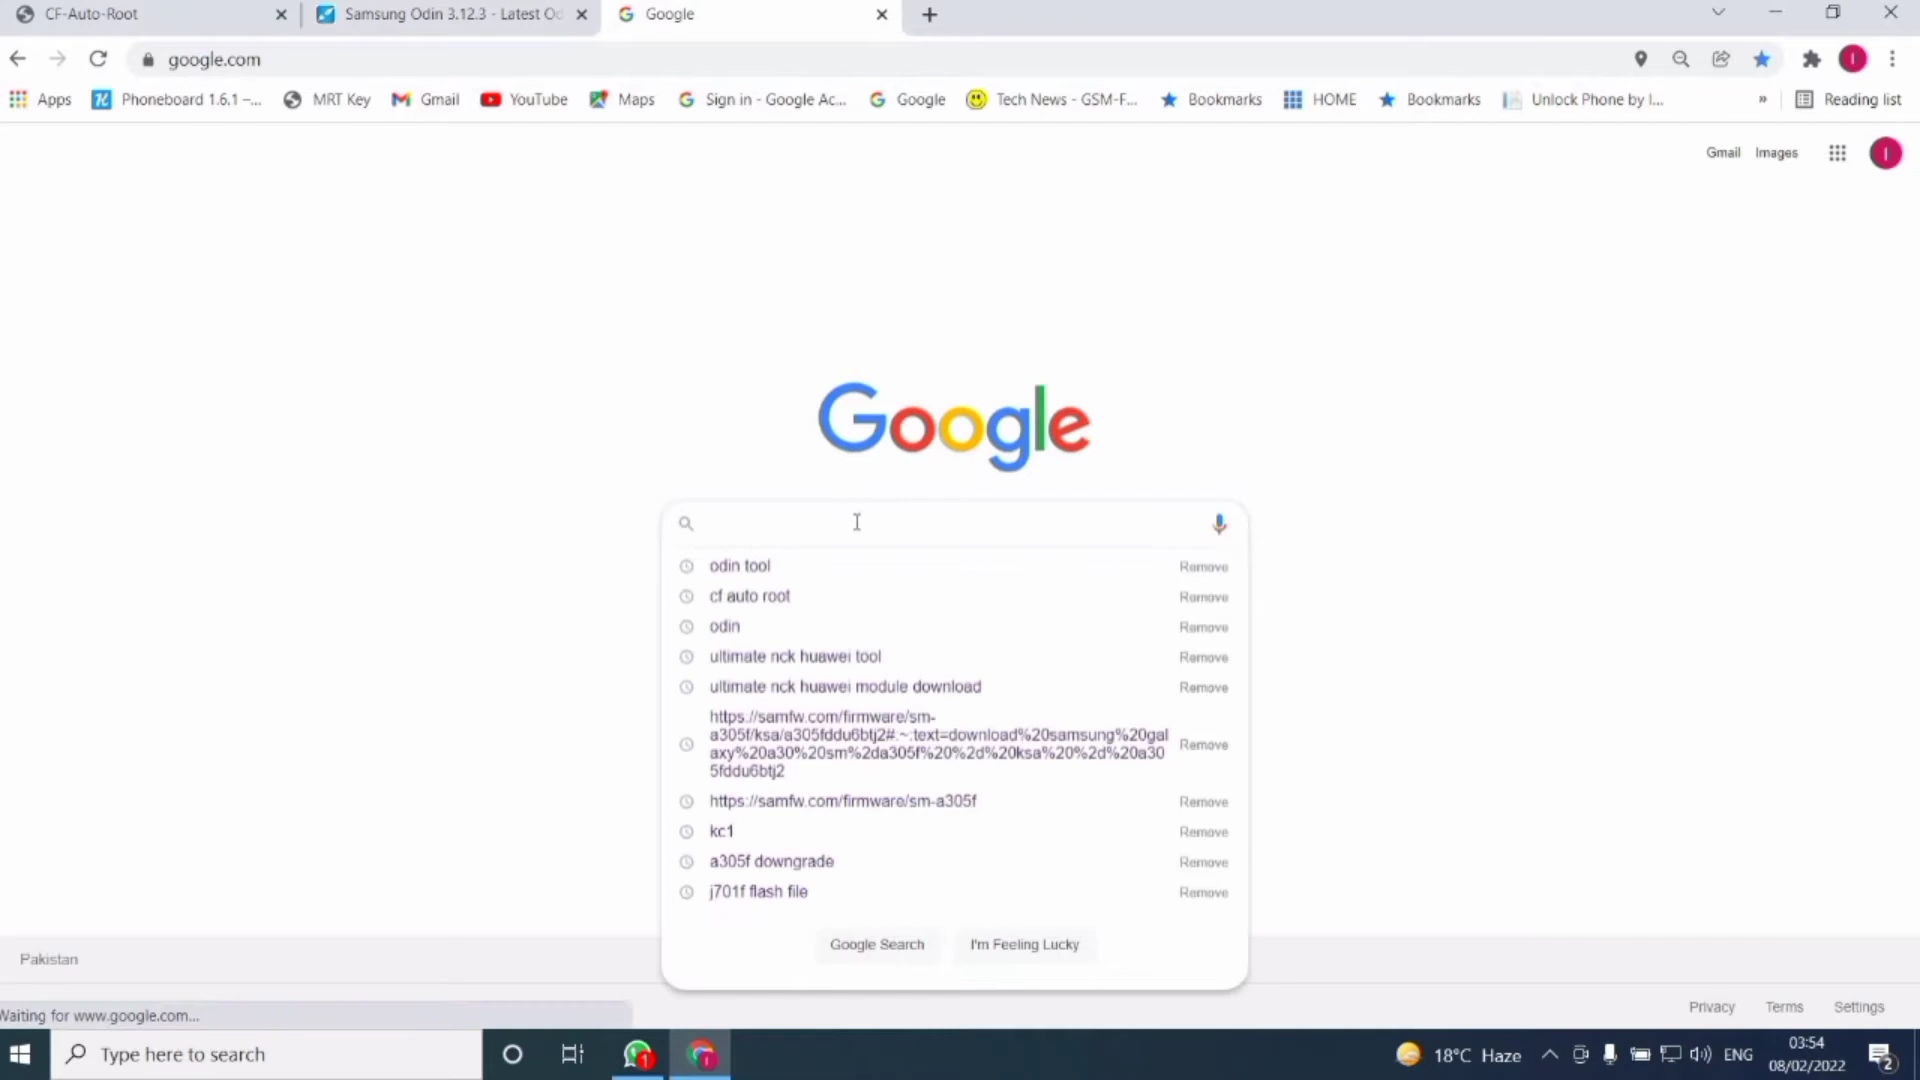 CF-Auto-Root
Samsung Odin 3.12.3 - Latest Oc
Google
google.com
Apps
Phoneboard 1.6.1 –...
MRT Key
Gmail
YouTube
Maps
Sign in - Google Ac...
Google
Tech News - GSM-F...
Bookmarks
HOME
Bookmarks
Unlock Phone by I...
»
Reading list
I
Gmail
Images
I
Google
odin tool
Remove
cf auto root
Remove
odin
Remove
ultimate nck huawei tool
Remove
ultimate nck huawei module download
Remove
https://samfw.com/firmware/sm-
a305f/ksa/a305fddu6btj2#:~:text=download%20samsung%20gal
axy%20a30%20sm%2da305f%20%2d%20ksa%20%2d%20a30
5fddu6btj2
Remove
https://samfw.com/firmware/sm-a305f
Remove
kc1
Remove
a305f downgrade
Remove
j701f flash file
Remove
Google Search
I'm Feeling Lucky
Pakistan
Waiting for www.google.com...
Privacy
Terms
Settings
Type here to search
1
18°C Haze
ENG
03:54
08/02/2022
2